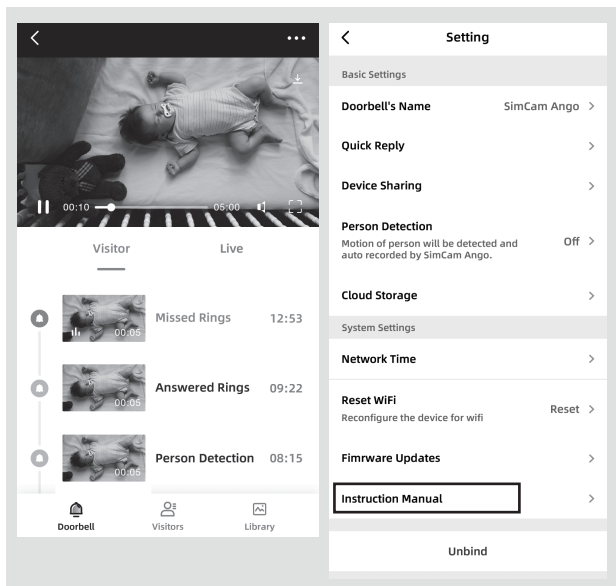 00:10
05:00
Visitor
Live
00:05
Missed Rings
12:53
00:05
Answered Rings
09:22
00:05
Person Detection
08:15
Doorbell
Visitors
Library
Setting
Basic Settings
Doorbell's Name
SimCam Ango
Quick Reply
Device Sharing
Person Detection
Motion of person will be detected and
auto recorded by SimCam Ango.
Off
Cloud Storage
System Settings
Network Time
Reset WiFi
Reconfigure the device for wifi
Reset
Fimrware Updates
Instruction Manual
Unbind